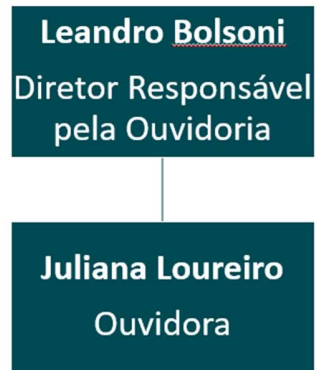 Leandro Bolsoni
Diretor Responsável
pela Ouvidoria
Juliana Loureiro
Ouvidora